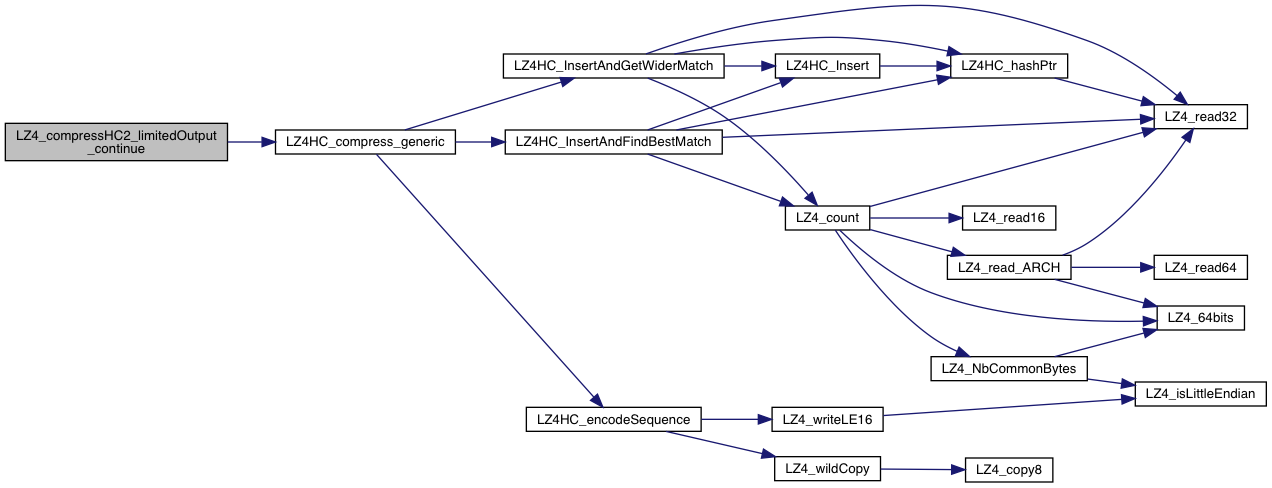 LZ4_compressHC2_limitedOutput
_continue
LZ4HC_compress_generic
LZ4HC_InsertAndGetWiderMatch
LZ4HC_InsertAndFindBestMatch
LZ4HC_encodeSequence
LZ4HC_Insert
LZ4HC_hashPtr
LZ4_read32
LZ4_count
LZ4_read16
LZ4_read_ARCH
LZ4_read64
LZ4_64bits
LZ4_NbCommonBytes
LZ4_isLittleEndian
LZ4_writeLE16
LZ4_wildCopy
LZ4_copy8